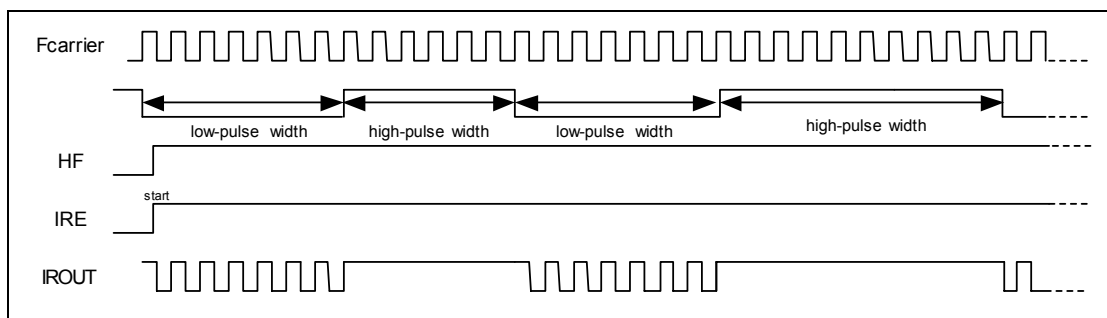 Fcarrier
low-pulse width
high-pulse width
low-pulse width
high-pulse width
HF
start
IRE
IROUT